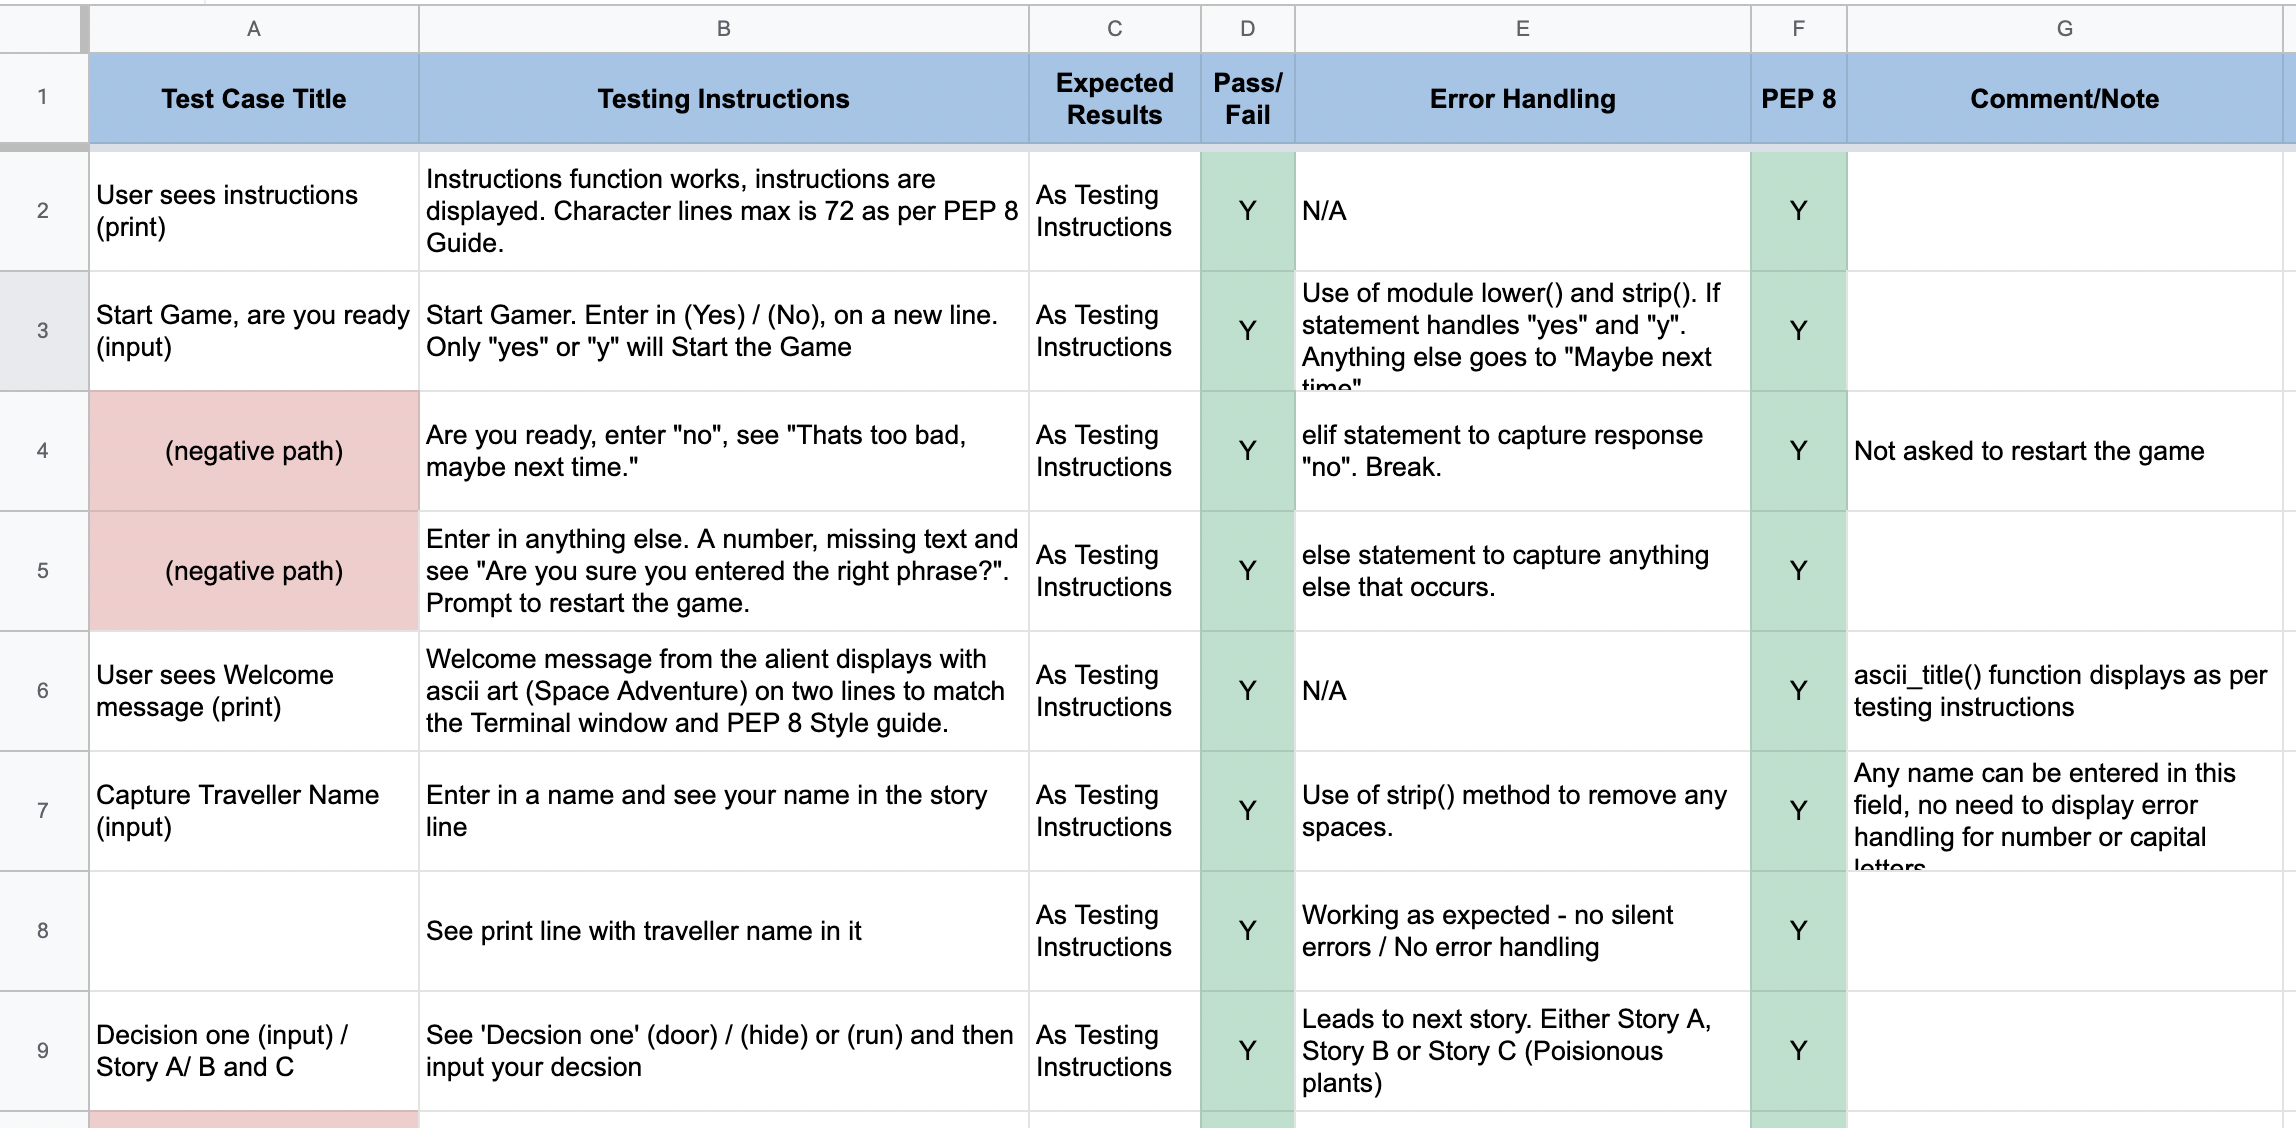 A B C D E F G
1 Test Case Title Testing Instructions Expected Results Pass/ Fail Error Handling PEP 8 Comment/Note
2
User sees instructions
(print)
Instructions function works, instructions are
displayed. Character lines max is 72 as per PEP 8
Guide.
As Testing
Instructions
Y
N/A
Y
3
Start Game, are you ready
(input)
Start Gamer. Enter in (Yes) / (No), on a new line.
Only "yes" or "y" will Start the Game
As Testing
Instructions
Y
Use of module lower() and strip(). If
statement handles "yes" and "y".
Anything else goes to "Maybe next
time"
Y
4
(negative path)
Are you ready, enter "no", see "Thats too bad,
maybe next time."
As Testing
Instructions
Y
elif statement to capture response
"no". Break.
Y
Not asked to restart the game
5
(negative path)
Enter in anything else. A number, missing text and
see "Are you sure you entered the right phrase?".
Prompt to restart the game.
As Testing
Instructions
Y
else statement to capture anything
else that occurs.
Y
6
User sees Welcome
message (print)
Welcome message from the alient displays with
ascii art (Space Adventure) on two lines to match
the Terminal window and PEP 8 Style guide.
As Testing
Instructions
Y
N/A
Y
ascii_title() function displays as per
testing instructions
7
Capture Traveller Name
(input)
Enter in a name and see your name in the story
line
As Testing
Instructions
Y
Use of strip() method to remove any
spaces.
Y
Any name can be entered in this
field, no need to display error
handling for number or capital
letters
8
See print line with traveller name in it
As Testing
Instructions
Y
Working as expected - no silent
errors / No error handling
Y
9
Decision one (input) /
Story A/ B and C
See 'Decsion one' (door) / (hide) or (run) and then
input your decsion
As Testing
Instructions
Y
Leads to next story. Either Story A,
Story B or Story C (Poisionous
plants)
Y